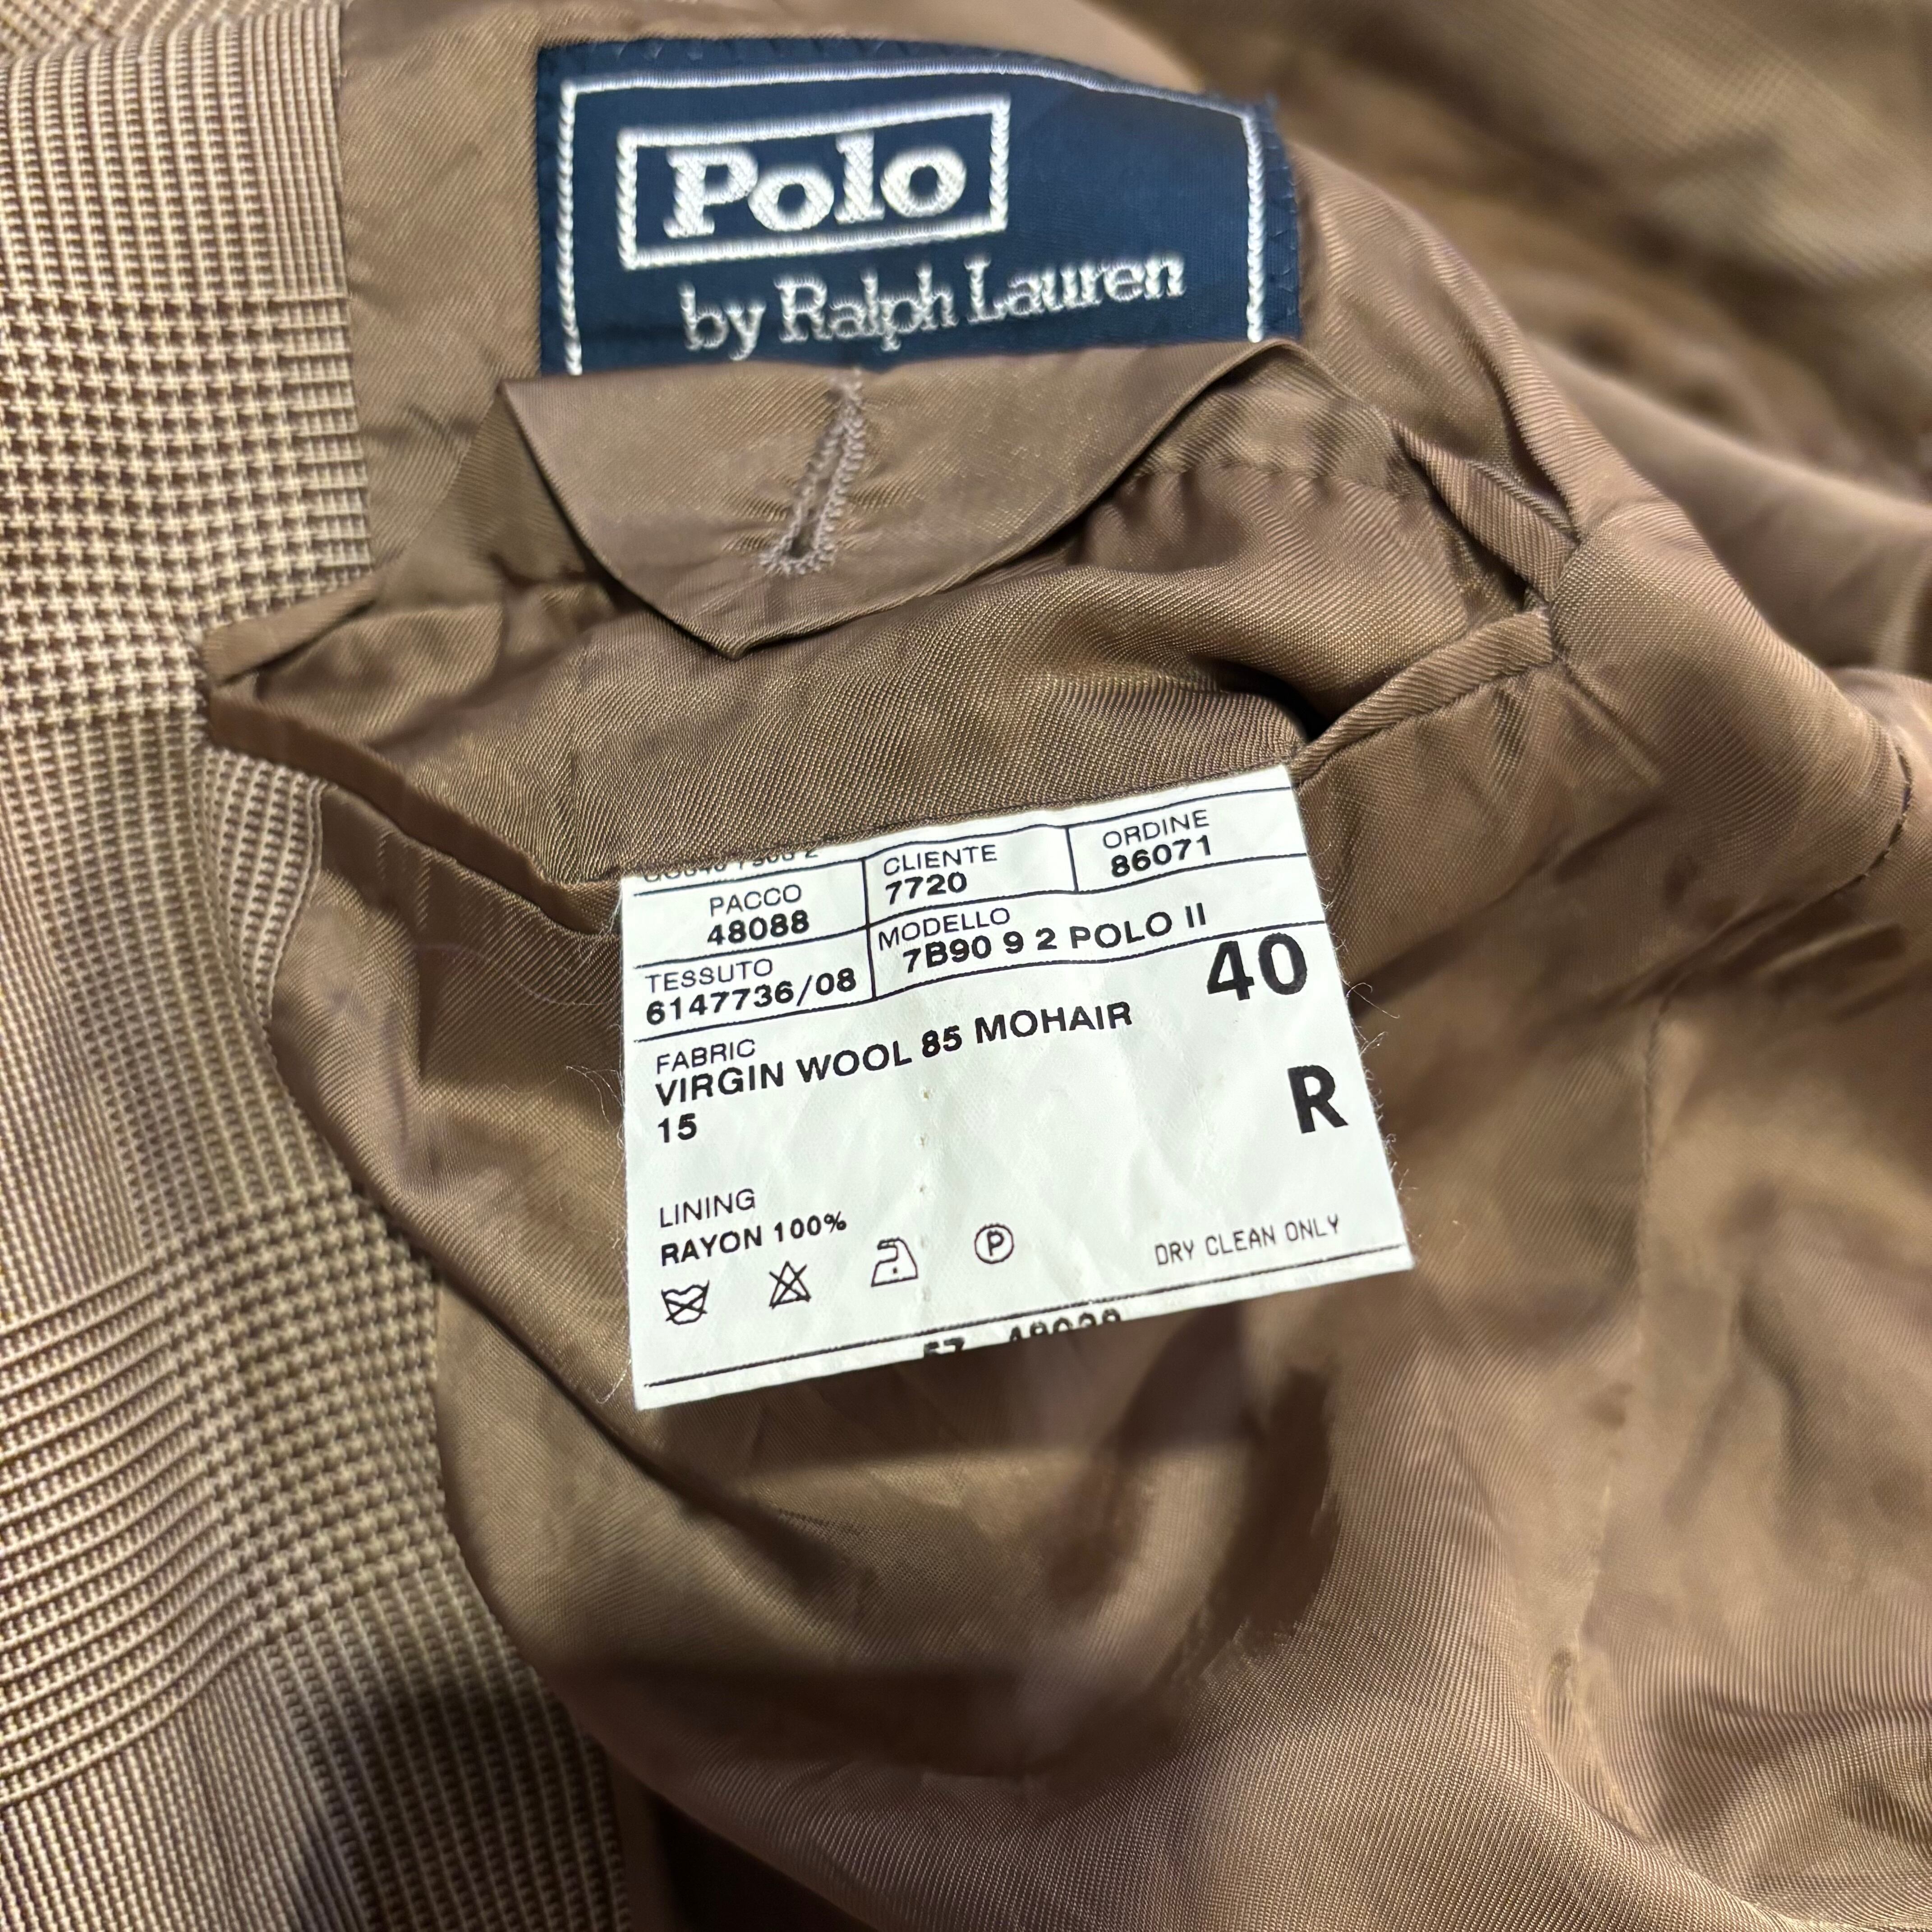 Polo
by Ralph Lauren
PACCO
48088
CLIENTE
7720
ORDINE
86071
TESSUTO
6147736/08
MODELLO
7B90 9 2 POLO II
40
R
FABRIC
VIRGIN WOOL 85 MOHAIR
15
LINING
RAYON 100%
P
DRY CLEAN ONLY